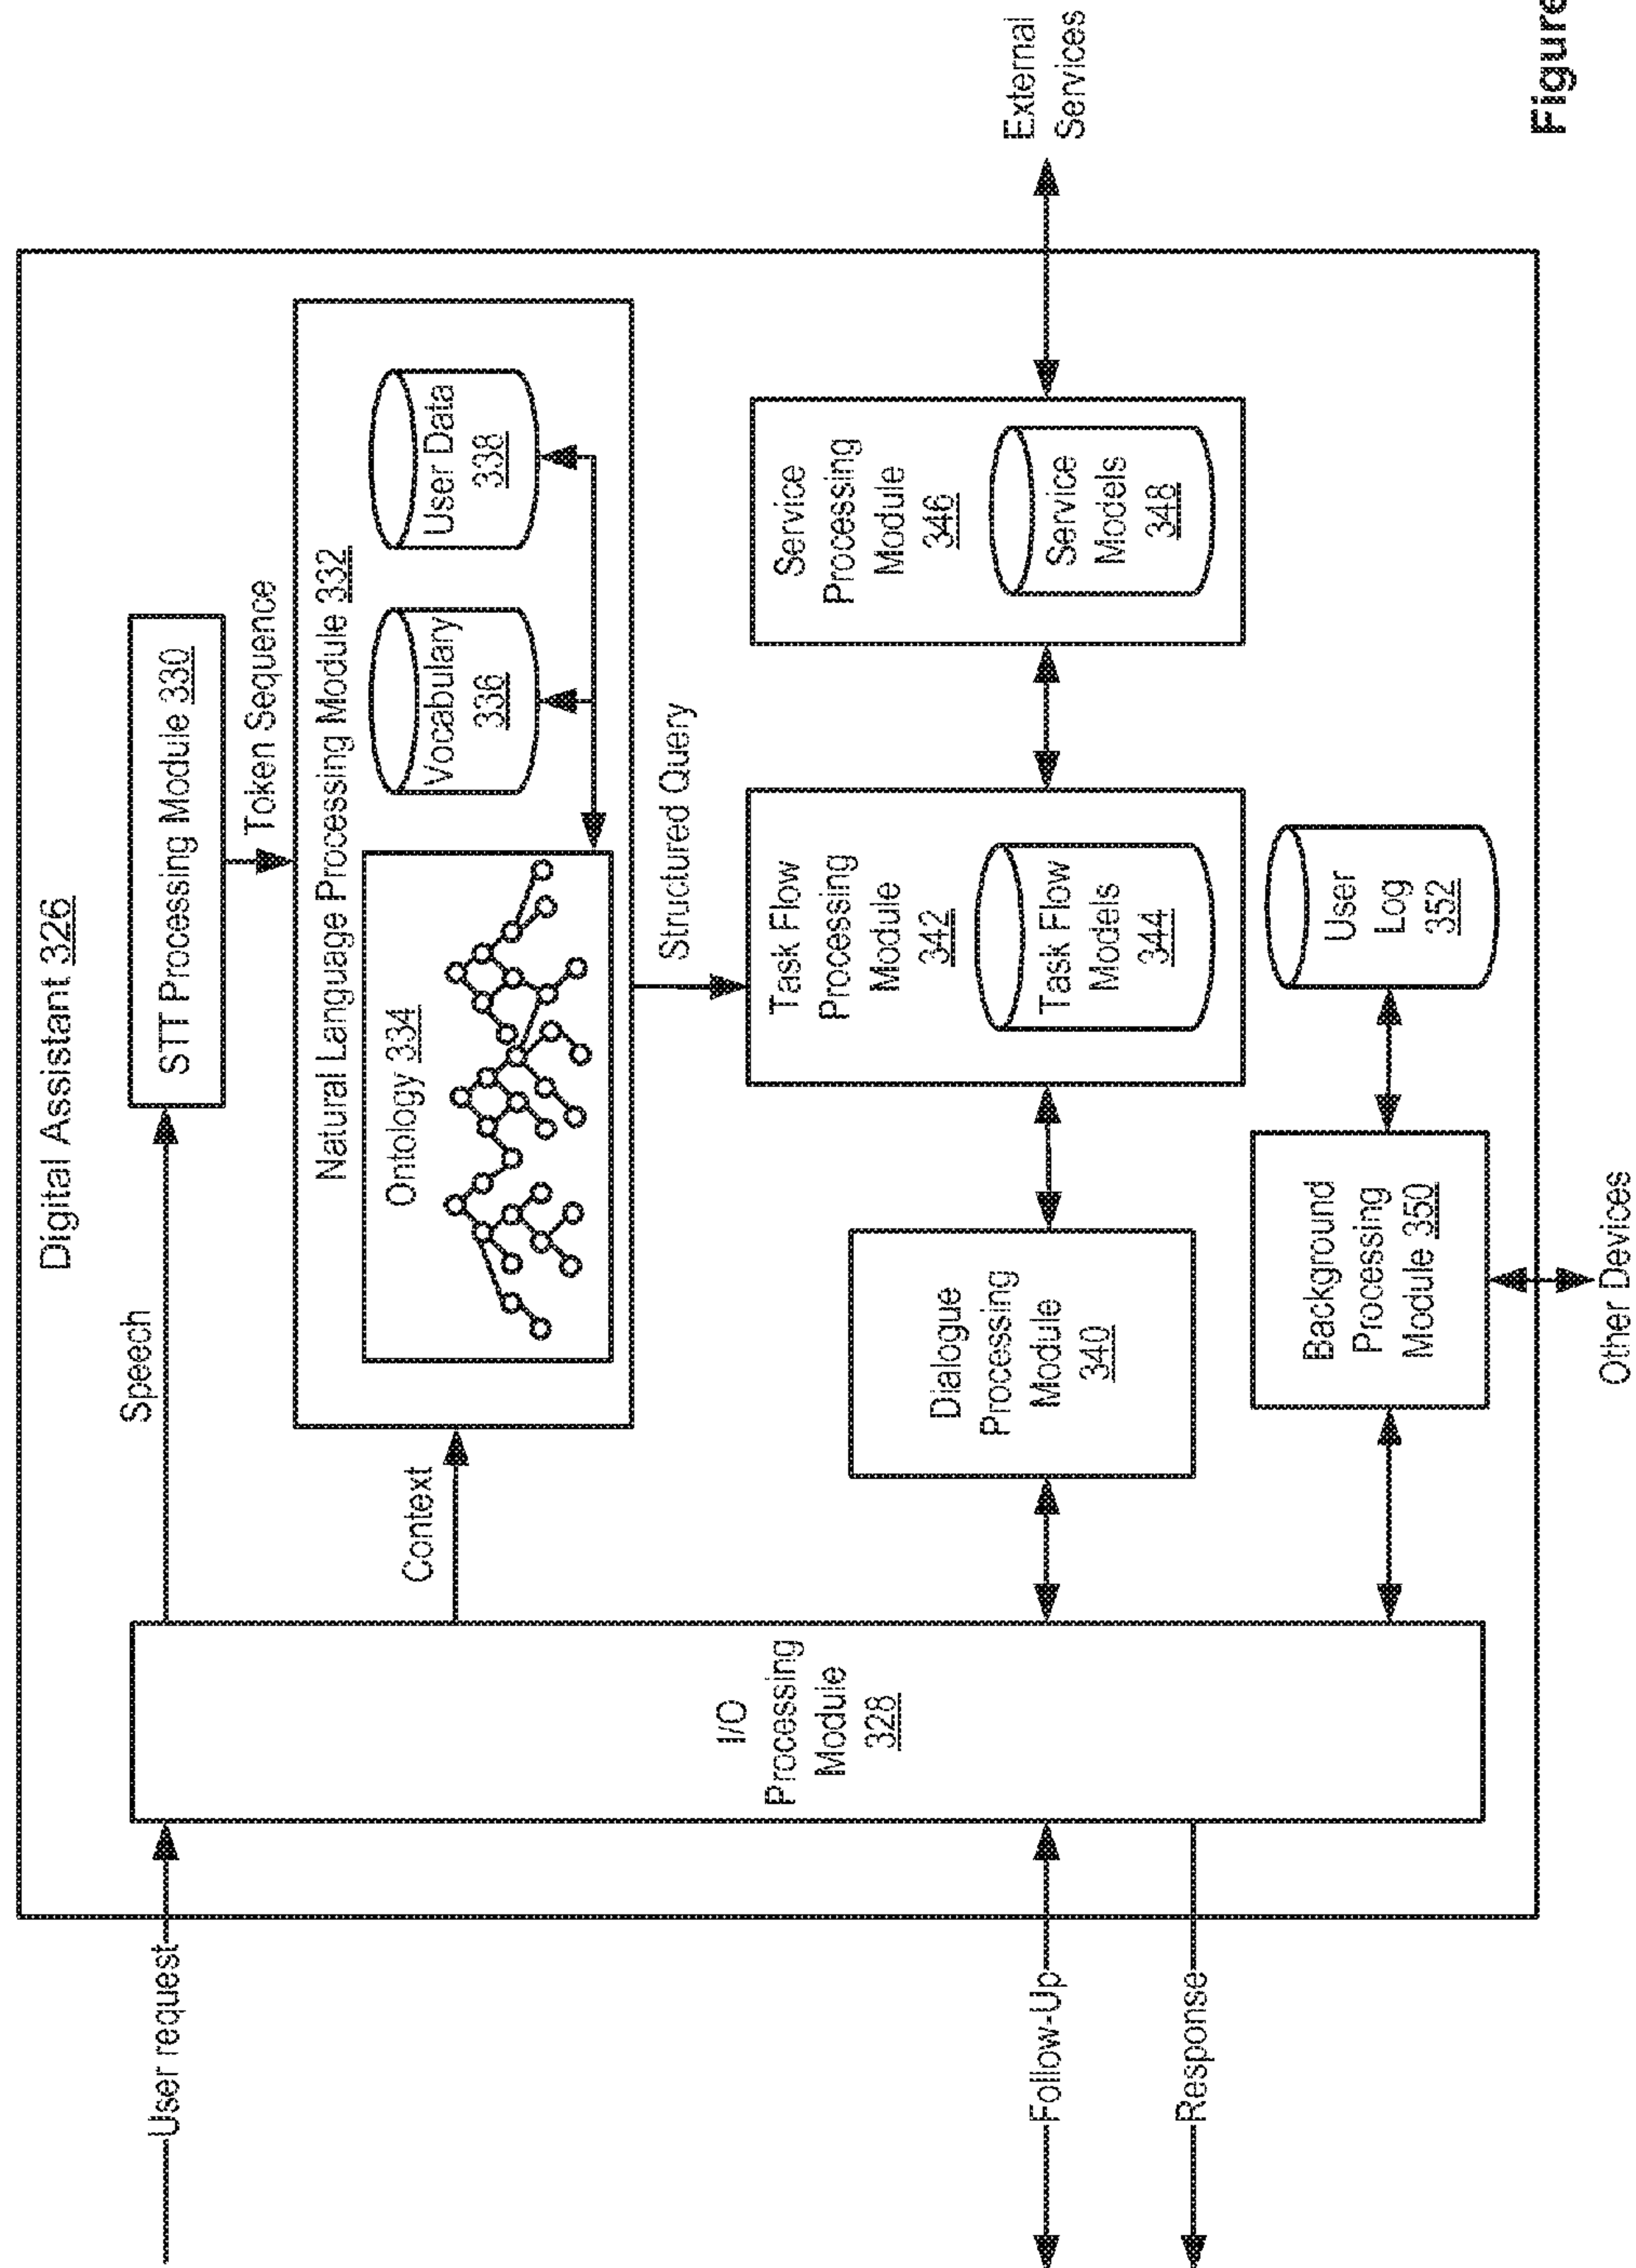 Digital Assistant 326
User request
Speech
STT Processing Module 330
Token Sequence
Context
Natural Language Processing Module 332
Ontology 334
Vocabulary
336
User Data
338
Structured Query
I/O
Processing
Module
328
Follow-Up
Response
Dialogue
Processing
Module
340
Task Flow
Processing
Module
342
Task Flow
Models
344
Service
Processing
Module
346
Service
Models
348
External
Services
Background
Processing
Module 350
User
Log
352
Other Devices
Figure